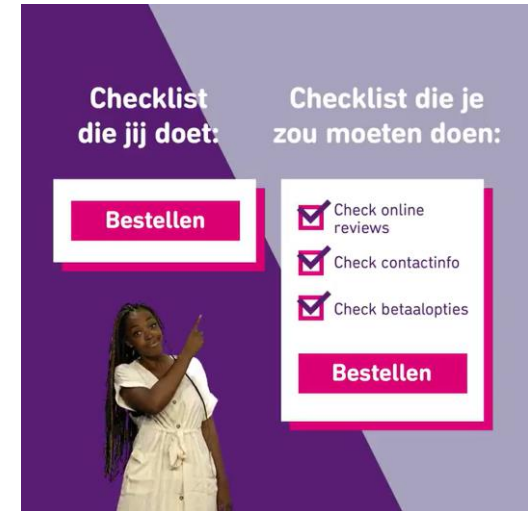 Checklist
die jij doet:
Bestellen
Checklist die je
zou moeten doen:
Check online
reviews
Check contactinfo
Check betaalopties
Bestellen